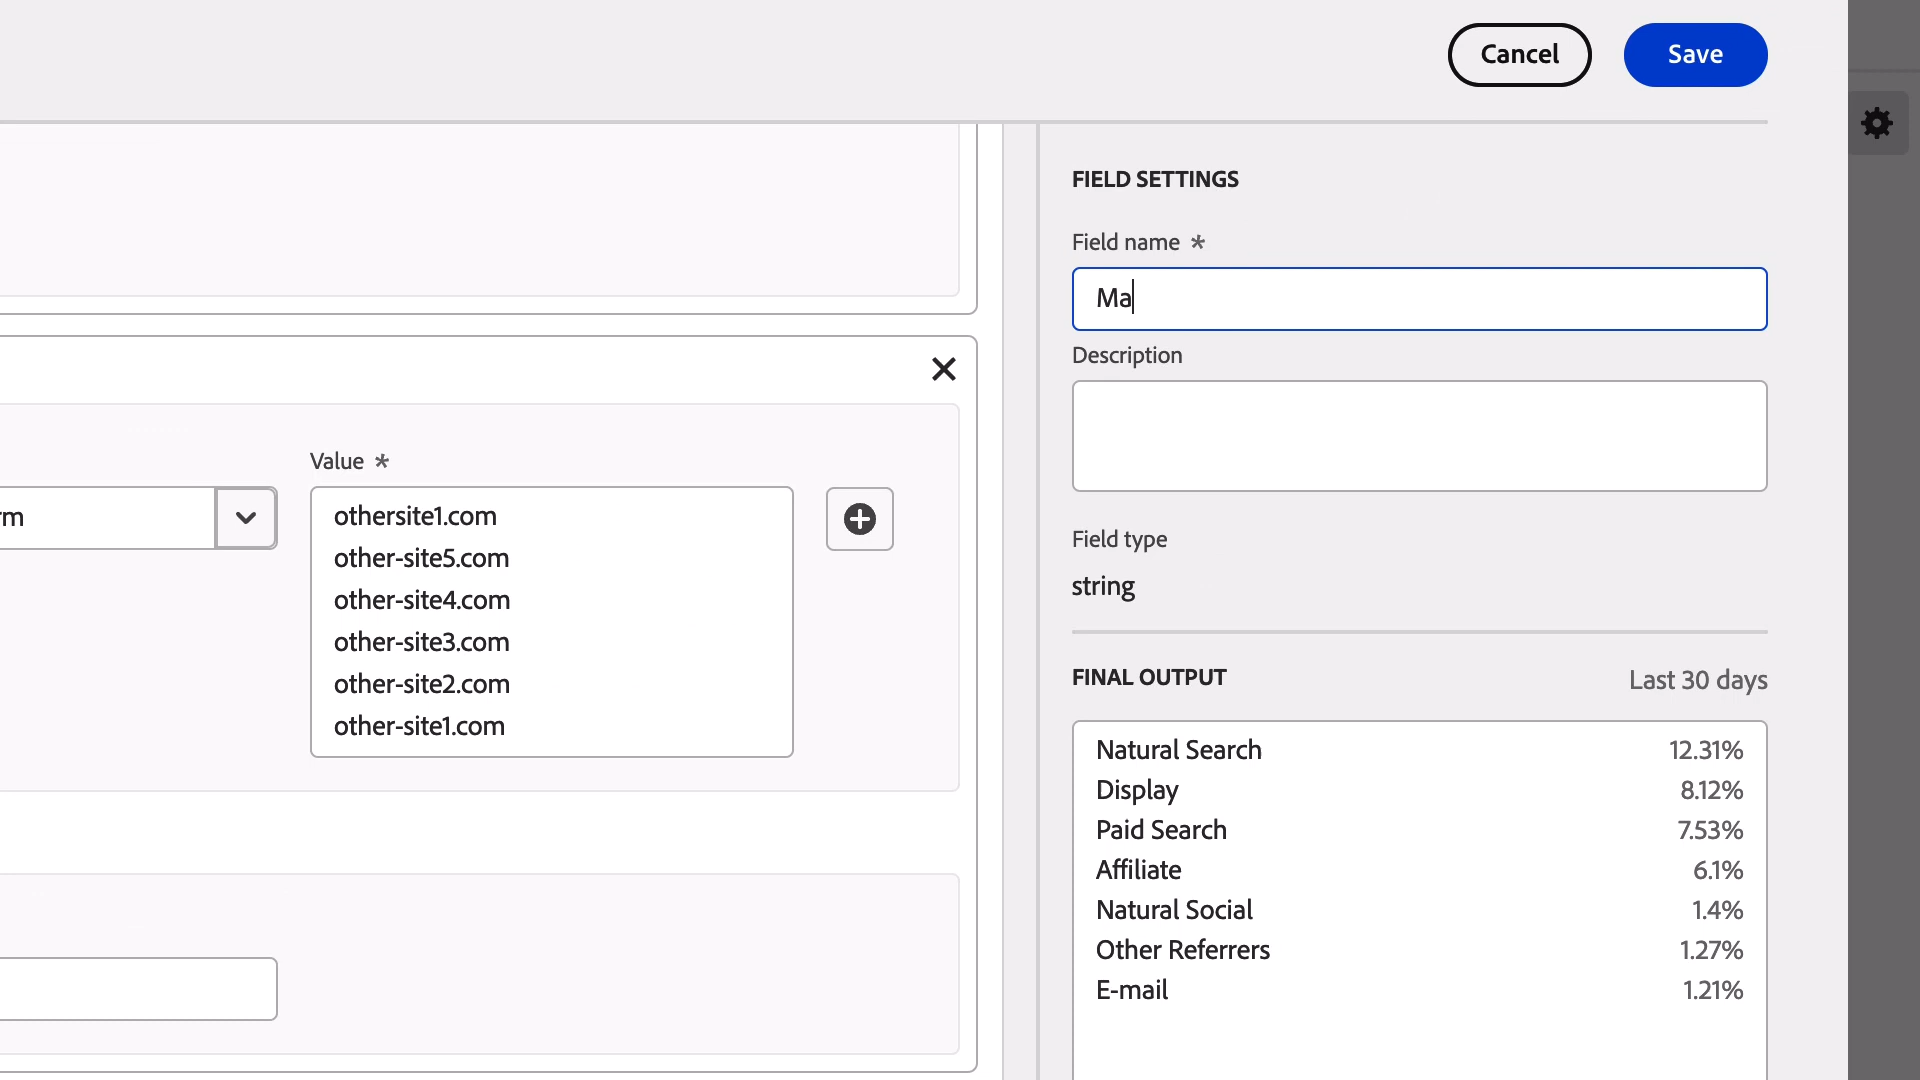 Cancel
Save
FIELD SETTINGS
Field name *
Ma
Description
Field type
string
Value *
rm
othersite1.com
other-site5.com
other-site4.com
other-site3.com
other-site2.com
other-site1.com
FINAL OUTPUT
Last 30 days
Natural Search 12.31%
Display 8.12%
Paid Search 7.53%
Affiliate 6.1%
Natural Social 1.4%
Other Referrers 1.27%
E-mail 1.21%